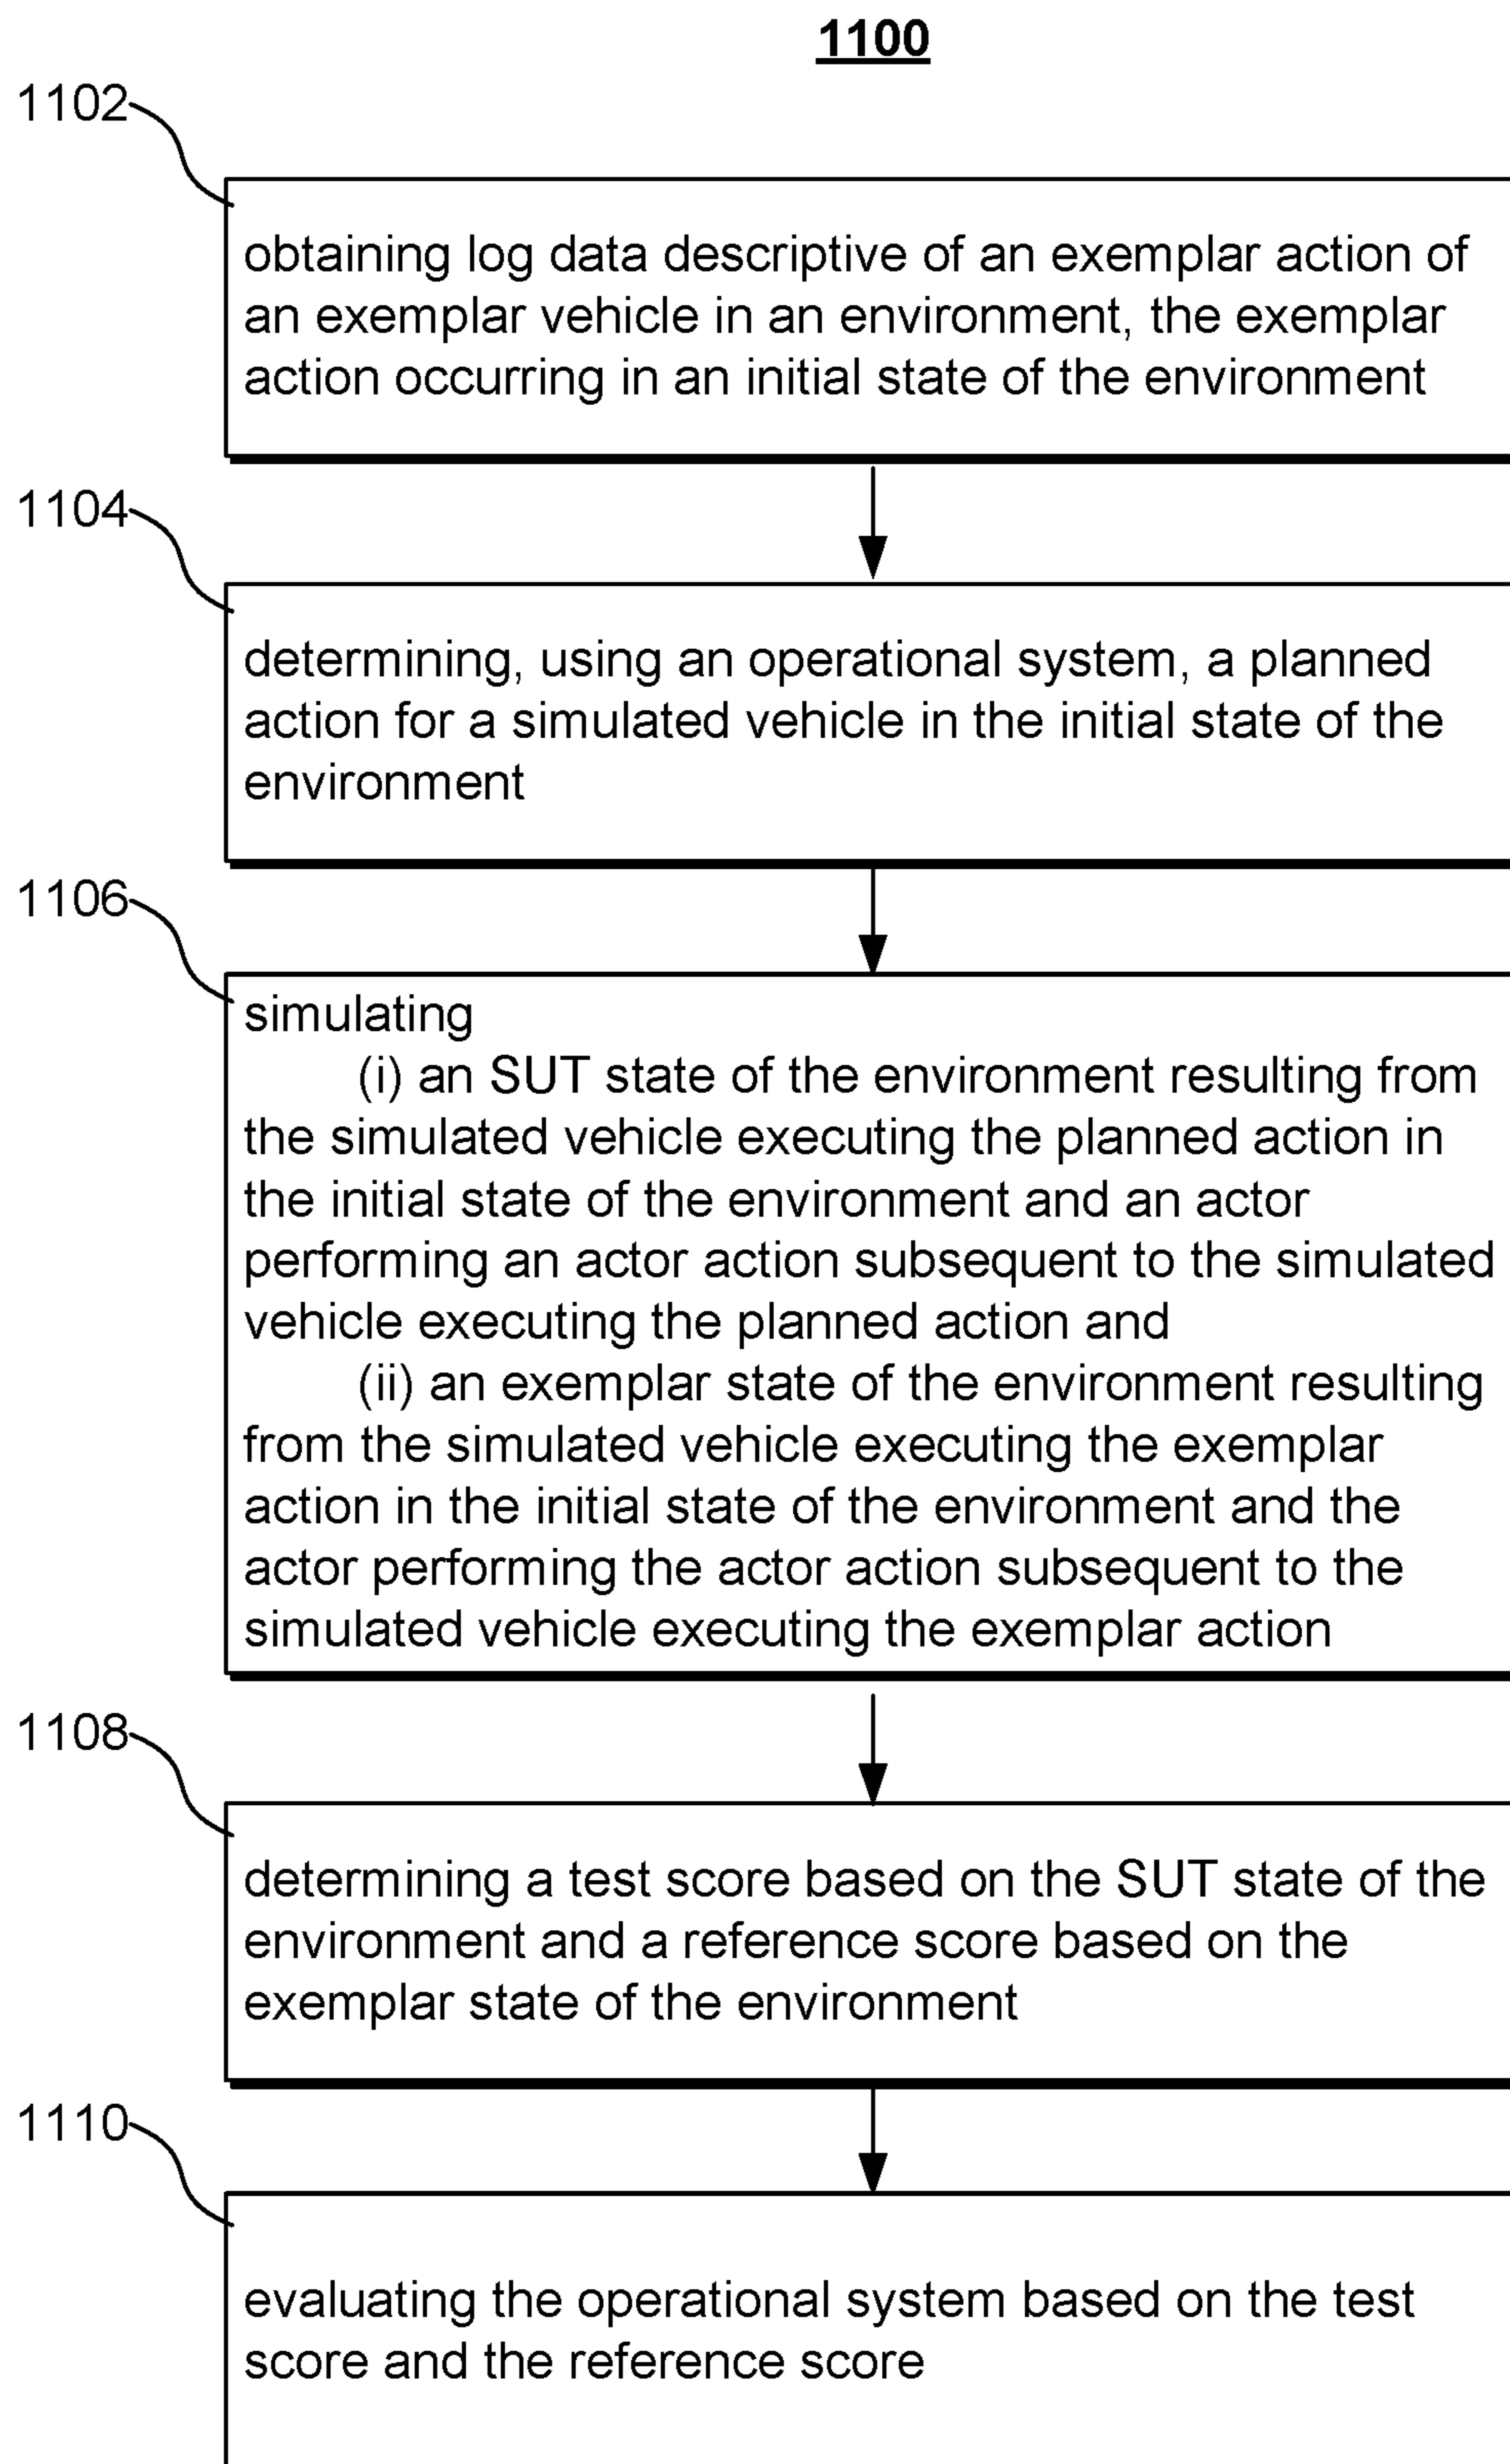 1100
1102
obtaining log data descriptive of an exemplar action of
an exemplar vehicle in an environment, the exemplar
action occurring in an initial state of the environment
1104
determining, using an operational system, a planned
action for a simulated vehicle in the initial state of the
environment
1106
simulating
(i) an SUT state of the environment resulting from
the simulated vehicle executing the planned action in
the initial state of the environment and an actor
performing an actor action subsequent to the simulated
vehicle executing the planned action and
(ii) an exemplar state of the environment resulting
from the simulated vehicle executing the exemplar
action in the initial state of the environment and the
actor performing the actor action subsequent to the
simulated vehicle executing the exemplar action
1108
determining a test score based on the SUT state of the
environment and a reference score based on the
exemplar state of the environment
1110
evaluating the operational system based on the test
score and the reference score